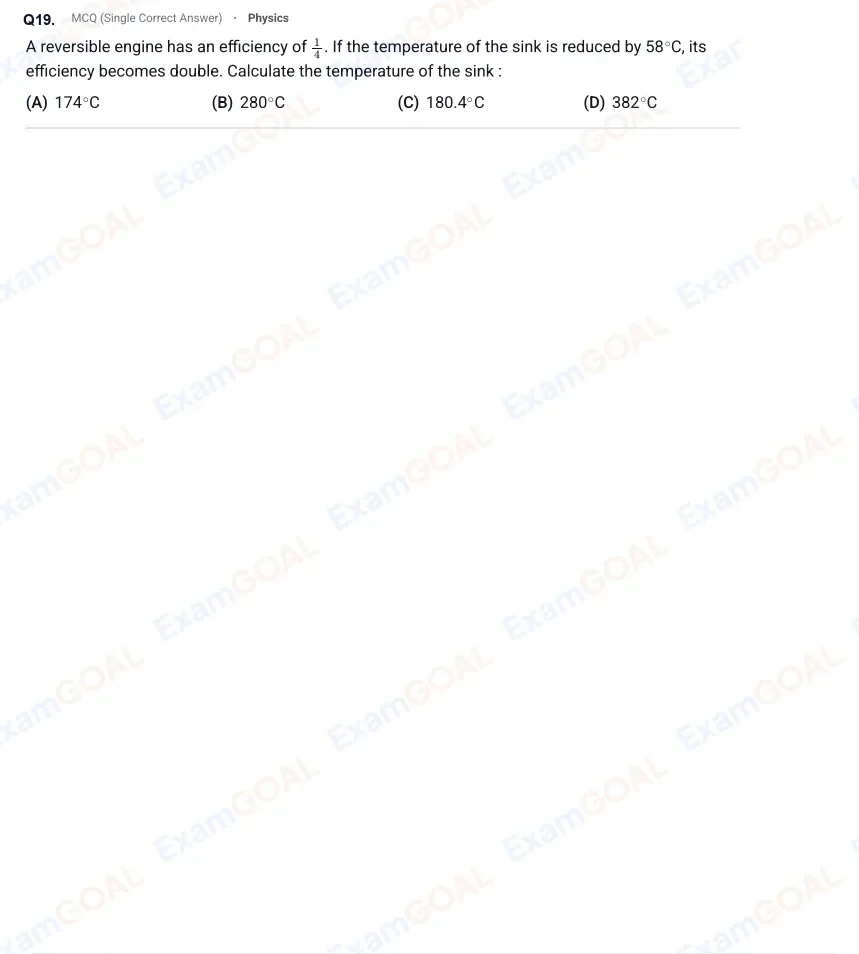 Q19. MCQ (Single Correct Answer) · Physics
A reversible engine has an efficiency of 1/4. If the temperature of the sink is reduced by 58°C, its
efficiency becomes double. Calculate the temperature of the sink :
(A) 174°C (B) 280°C (C) 180.4°C (D) 382°C
ExamGOAL